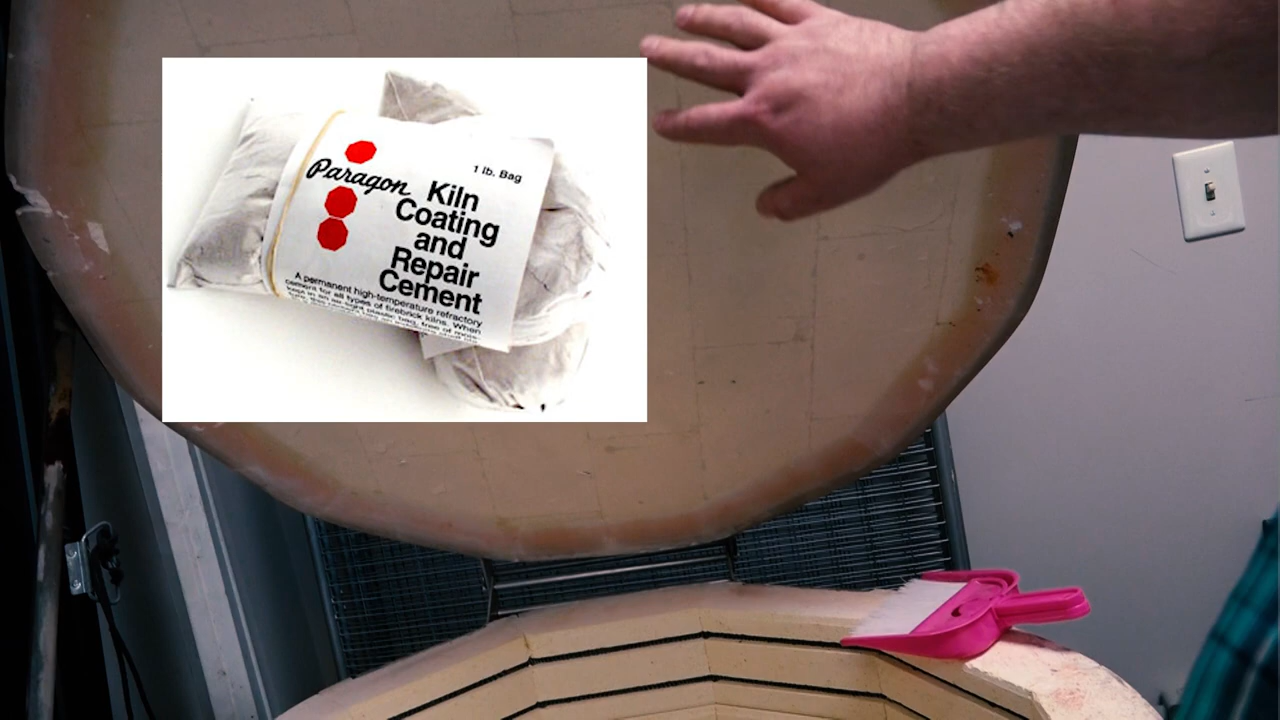 1 lb. Bag
Paragon
Kiln
Coating
and
Repair
Cement
A permanent high-temperature refractory
cement for all types of firebrick kilns. When